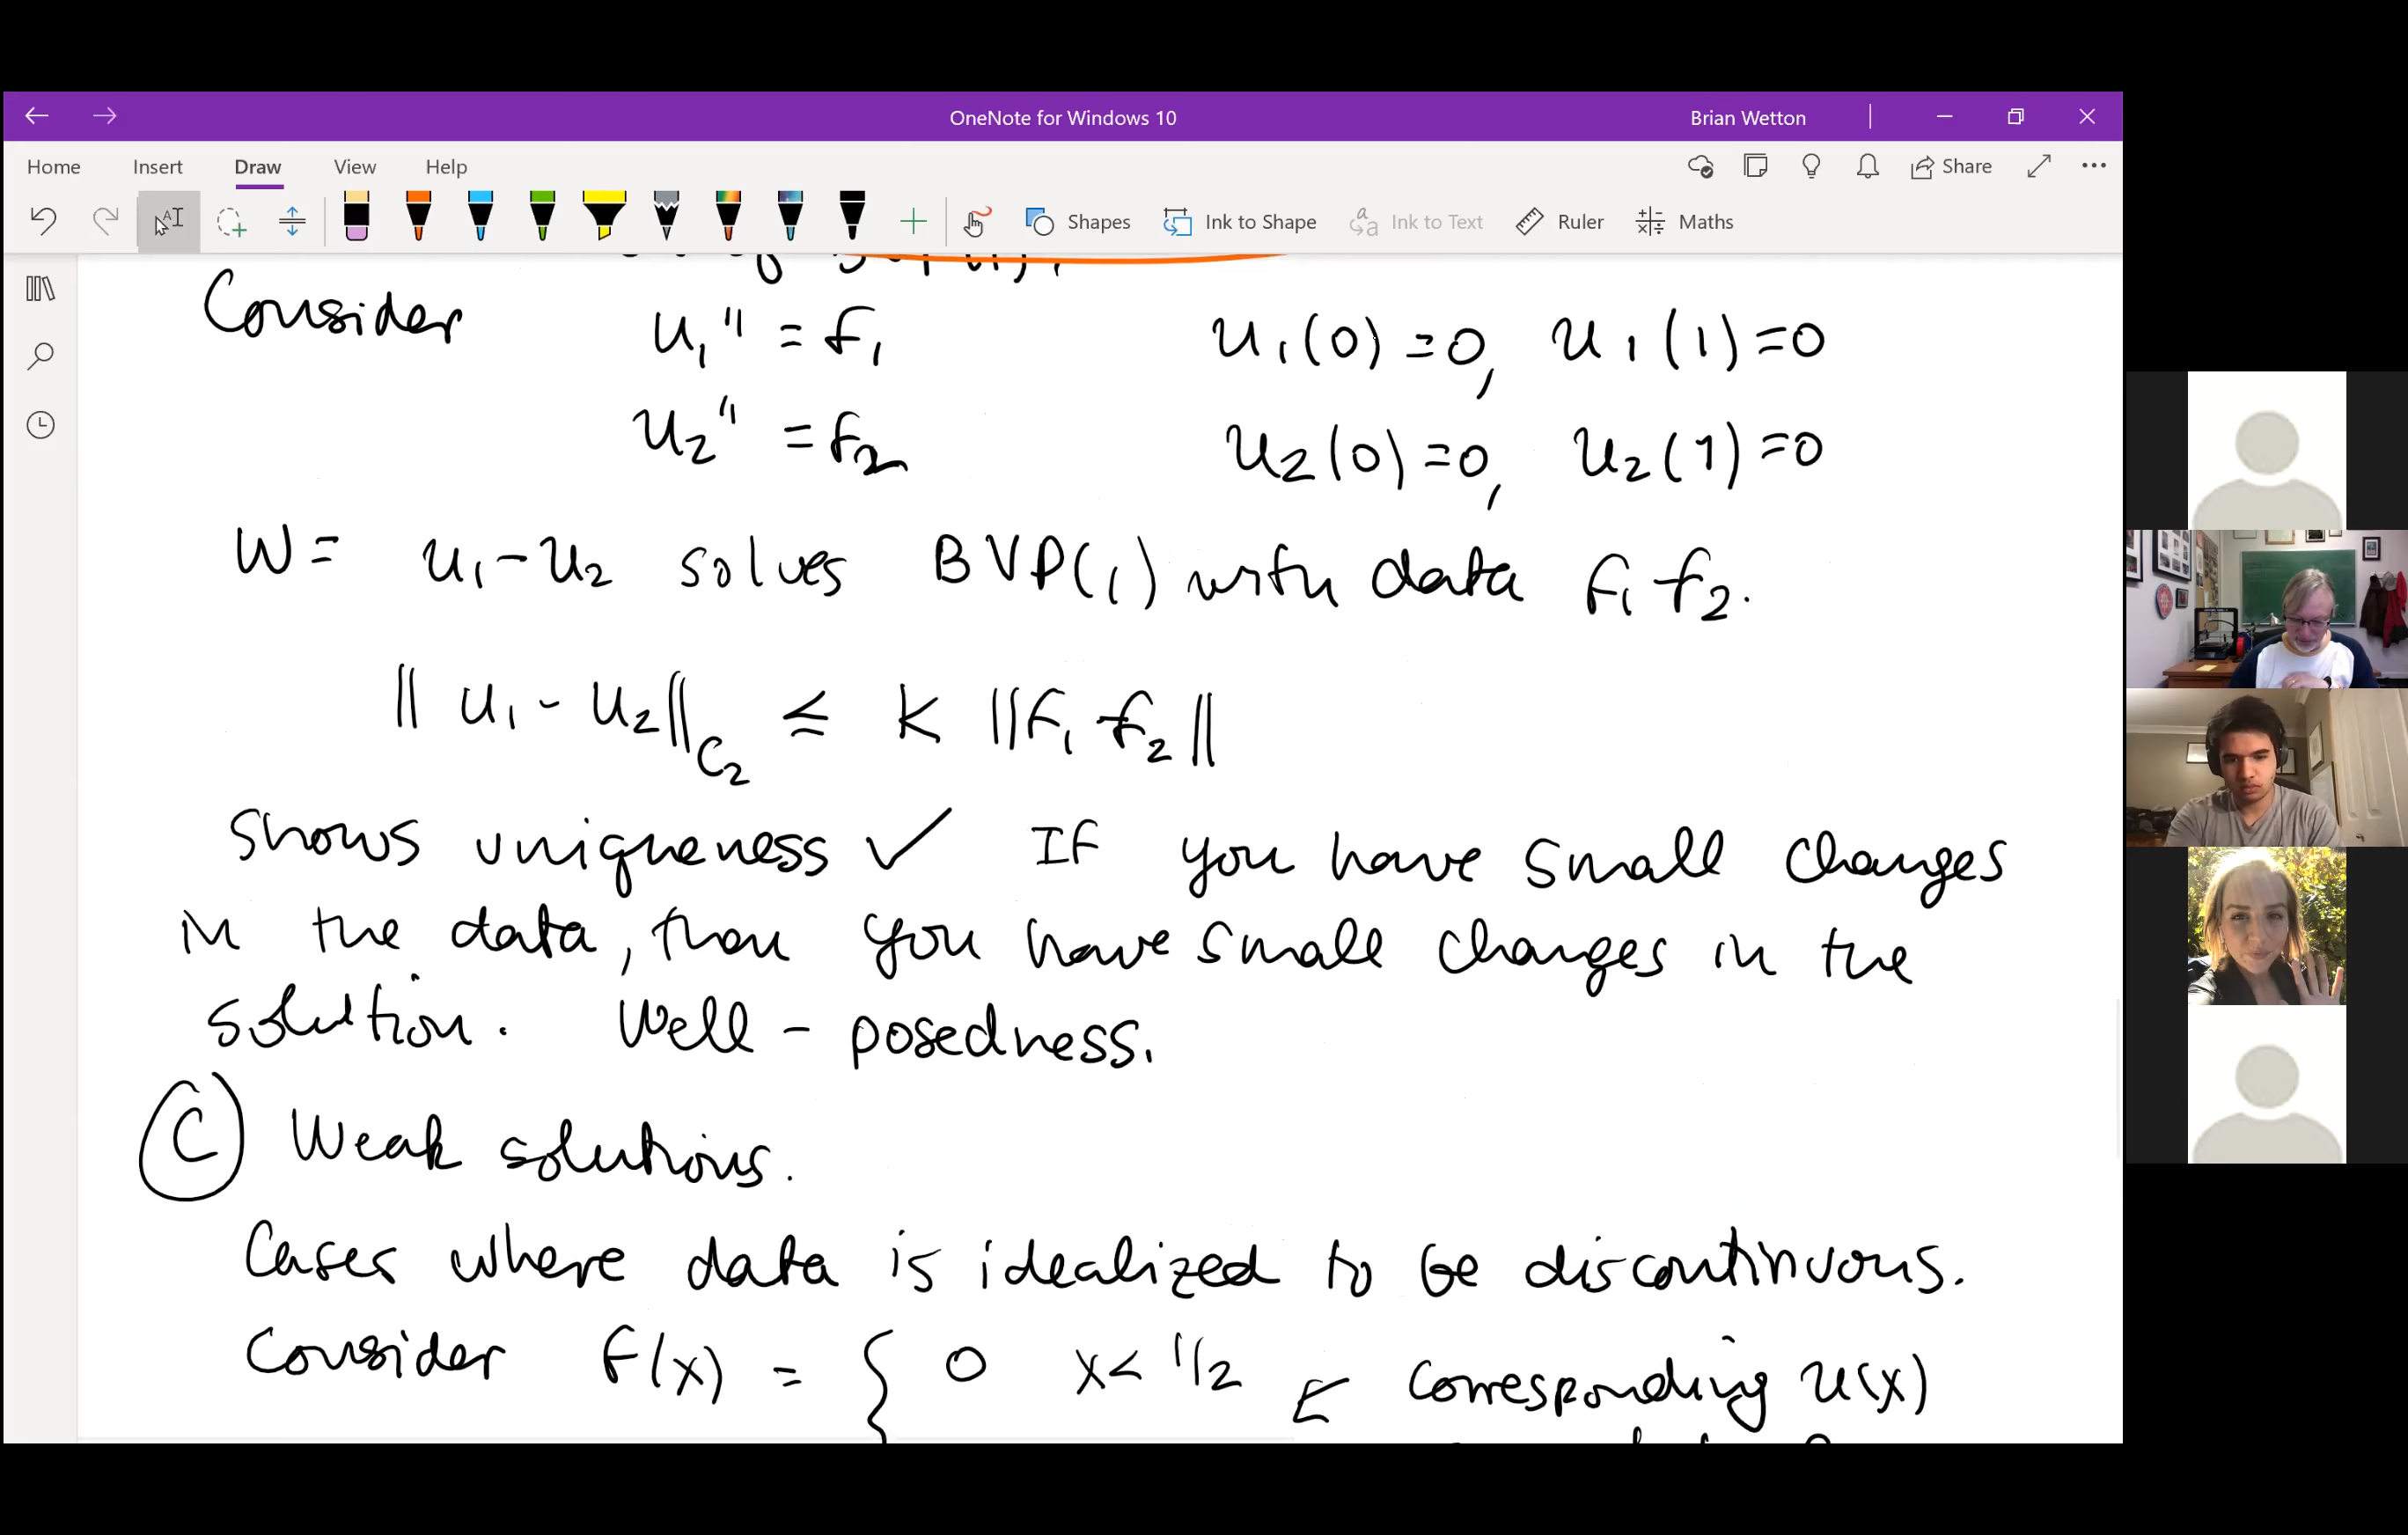 OneNote for Windows 10
Brian Wetton
Home Insert Draw View Help
Share
Shapes Ink to Shape Ink to Text Ruler Maths
Consider u₁'' = f₁ u₁(0)=0, u₁(1)=0
u₂'' = f₂ u₂(0)=0, u₂(1)=0
W= u₁-u₂ solves BVP(1) with data f₁-f₂.
‖u₁-u₂‖_C₂ ≤ K ‖f₁-f₂‖
shows uniqueness ✓ If you have small changes
in the data, then you have small changes in the
solution. Well-posedness.
C Weak solutions.
Cases where data is idealized to be discontinuous.
Consider f(x) = { 0 x< 1/2 ← corresponding u(x)